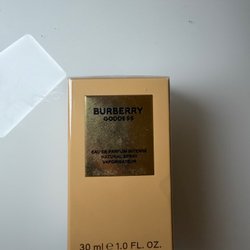 BURBERRY
GODDESS
EAU DE PARFUM INTENSE
NATURAL SPRAY
VAPORISATEUR
30 ml ℮ 1.0 FL. OZ.